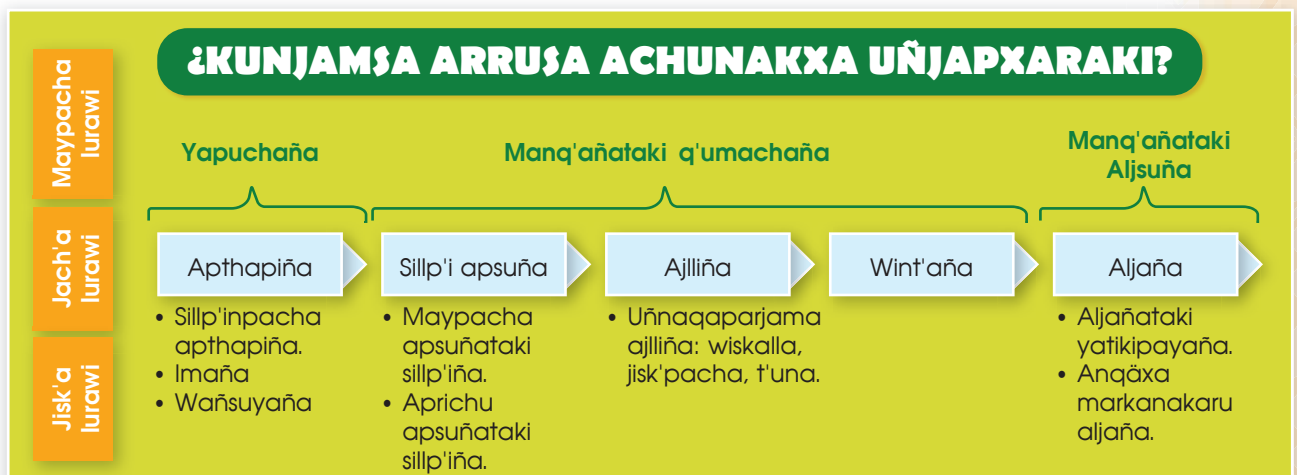 ¿KUNJAMSA ARRUSA ACHUNAKXA UÑJAPXARAKI?
Maypacha
lurawi
Jach'a
lurawi
Jisk'a
lurawi
Yapuchaña
Manq'añataki q'umachaña
Manq'añataki
Aljsuña
Apthapiña
Sillp'i apsuña
Ajlliña
Wint'aña
Aljaña
• Sillp'inpacha
apthapiña.
• Imaña
• Wañsuyaña
• Maypacha
apsuñataki
sillp'iña.
• Aprichu
apsuñataki
sillp'iña.
• Uñnaqaparjama
ajlliña: wiskalla,
jisk'pacha, t'una.
• Aljañataki
yatikipayaña.
• Anqäxa
markanakaru
aljaña.